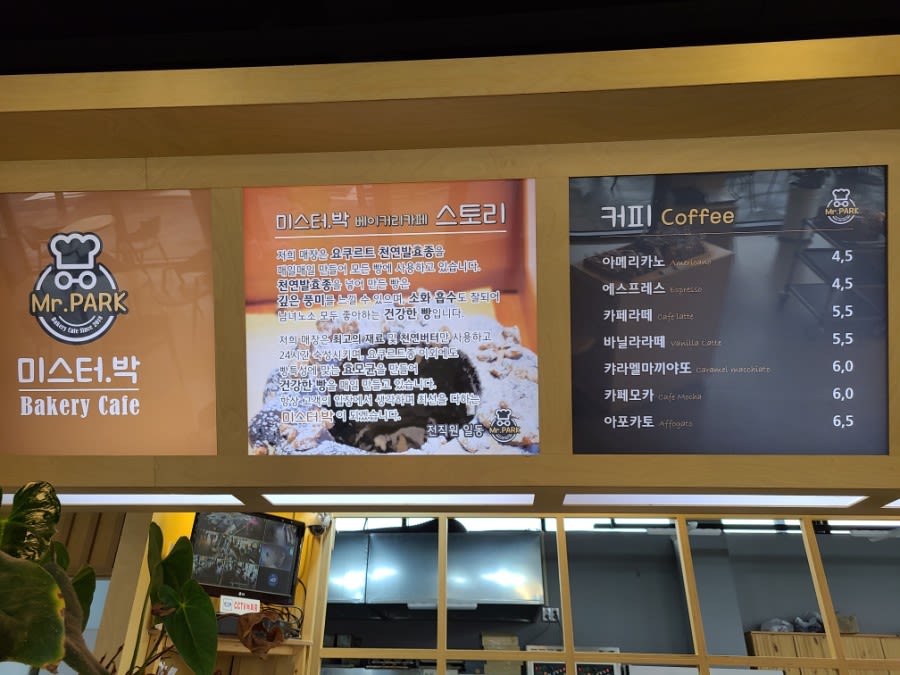 Mr.PARK
Bakery Cafe Since 2018
미스터.박
Bakery Cafe
미스터.박 베이커리카페 스토리
저희 매장은 요쿠르트 천연발효종을
매일매일 만들어 모든 빵에 사용하고 있습니다.
천연발효종을 넣어 만든 빵은
깊은 풍미를 느낄 수 있으며, 소화 흡수도 잘되어
남녀노소 모두 좋아하는 건강한 빵입니다.
저희 매장은 최고의 재료 및 천연버터만 사용하고
24시간 숙성시키며, 요쿠르트종 이외에도
빵특성에 맞는 효모균을 만들어
건강한 빵을 매일 만들고 있습니다.
항상 고객의 입장에서 생각하며 최선을 다하는
미스터박이 되겠습니다.
전직원 일동
Mr.PARK
커피 Coffee
Mr.PARK
아메리카노 Americano 4,5
에스프레스 Espresso 4,5
카페라떼 Cafe latte 5,5
바닐라라떼 Vanilla Latte 5,5
캬라멜마끼야또 Caramel macchiato 6,0
카페모카 Cafe Mocha 6,0
아포카토 Affogato 6,5